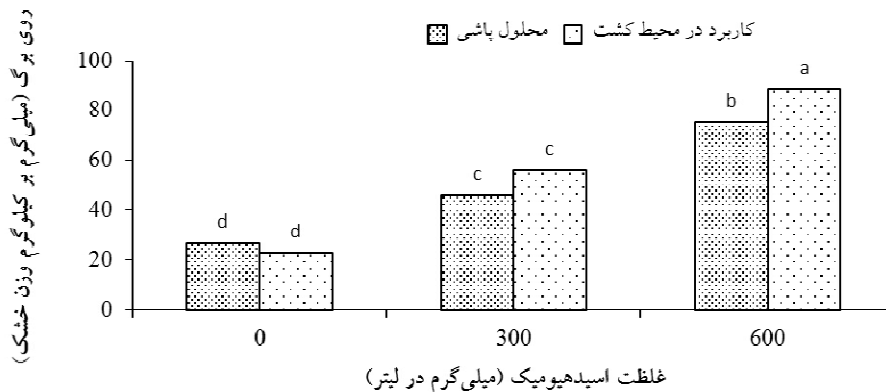 محلول پاشی
کاربرد در محیط کشت
روی برگ (میلی‌گرم بر کیلوگرم وزن خشک)
100
80
60
40
20
0
d
d
c
c
b
a
0
300
600
غلظت اسیدهیومیک (میلی‌گرم در لیتر)